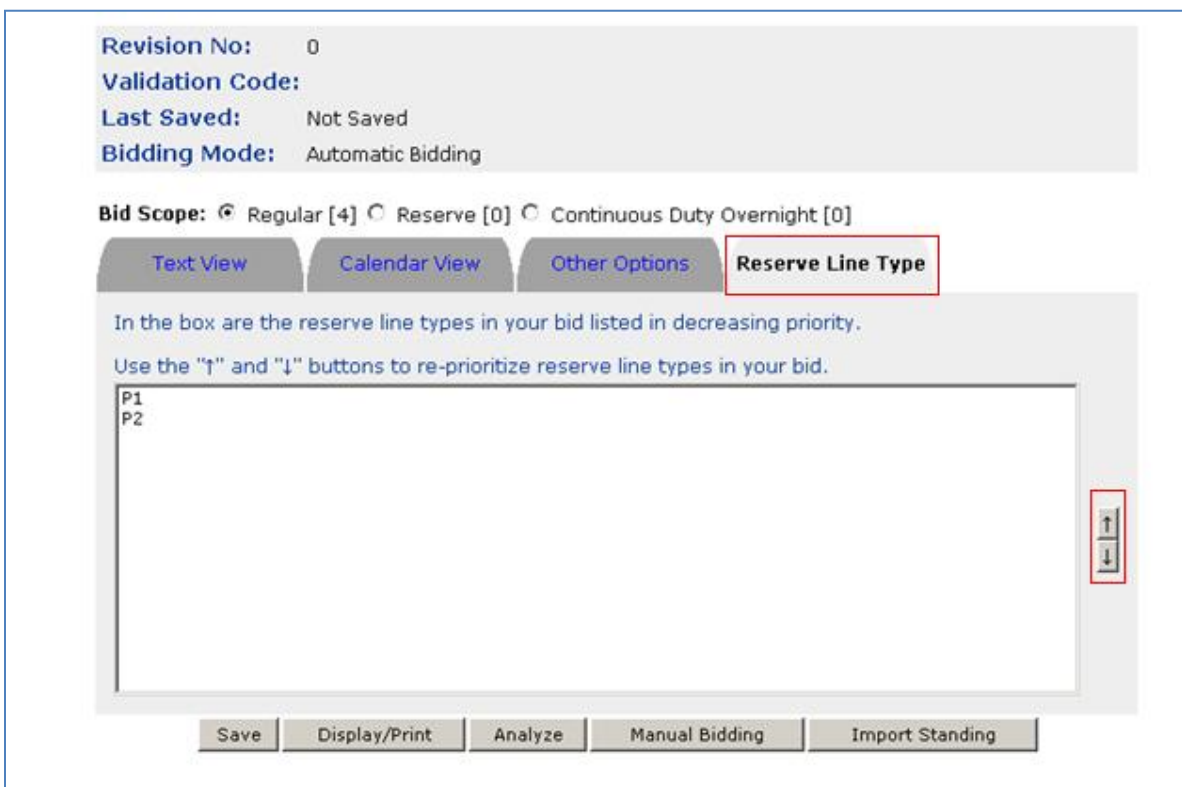 Revision No: 0
Validation Code:
Last Saved: Not Saved
Bidding Mode: Automatic Bidding
Bid Scope: Regular [4] Reserve [0] Continuous Duty Overnight [0]
Text View Calendar View Other Options Reserve Line Type
In the box are the reserve line types in your bid listed in decreasing priority.
Use the "↑" and "↓" buttons to re-prioritize reserve line types in your bid.
P1
P2
↑
↓
Save Display/Print Analyze Manual Bidding Import Standing